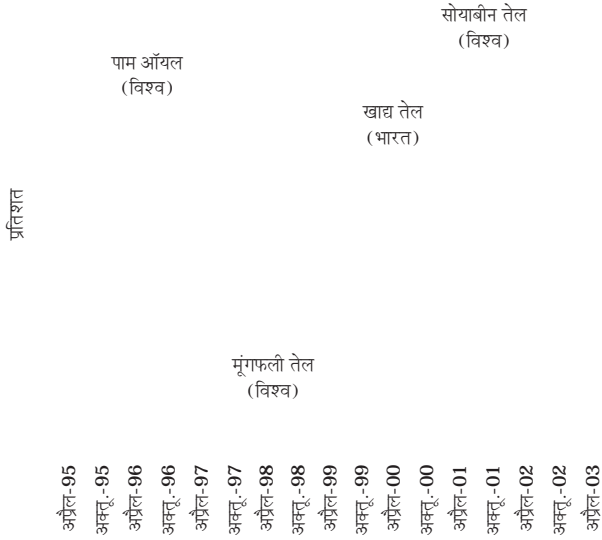 सोयाबीन तेल
(विश्व)
पाम ऑयल
(विश्व)
खाद्य तेल
(भारत)
प्रतिशत
मूंगफली तेल
(विश्व)
अप्रैल-95
अक्तू.-95
अप्रैल-96
अक्तू.-96
अप्रैल-97
अक्तू.-97
अप्रैल-98
अक्तू.-98
अप्रैल-99
अक्तू.-99
अप्रैल-00
अक्तू.-00
अप्रैल-01
अक्तू.-01
अप्रैल-02
अक्तू.-02
अप्रैल-03